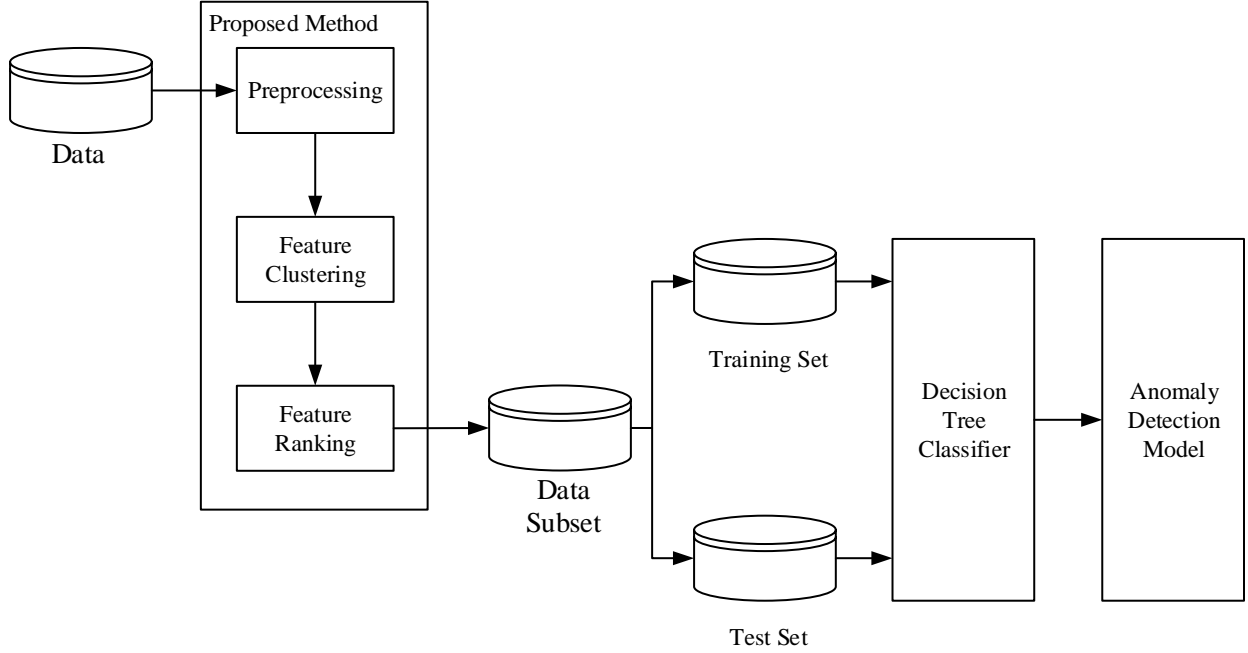 Proposed Method
Preprocessing
Data
Feature
Clustering
Feature
Ranking
Data
Subset
Training Set
Test Set
Decision
Tree
Classifier
Anomaly
Detection
Model